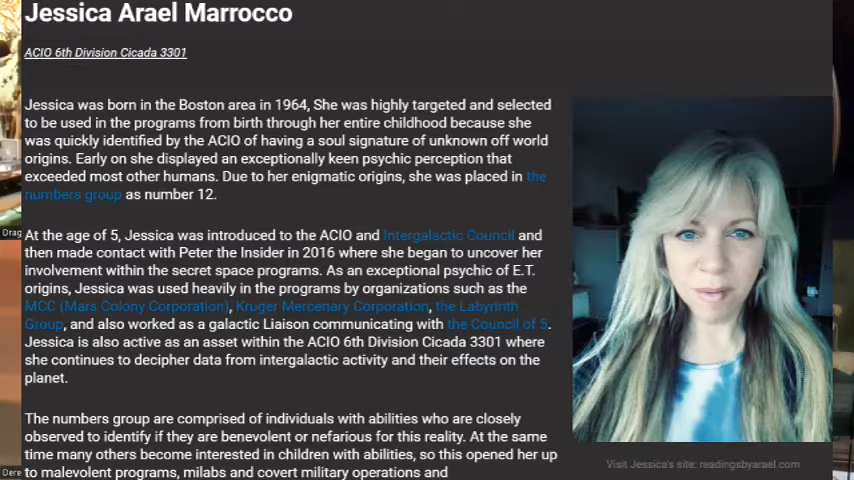 Jessica Arael Marrocco
ACIO 6th Division Cicada 3301
Jessica was born in the Boston area in 1964, She was highly targeted and selected
to be used in the programs from birth through her entire childhood because she
was quickly identified by the ACIO of having a soul signature of unknown off world
origins. Early on she displayed an exceptionally keen psychic perception that
exceeded most other humans. Due to her enigmatic origins, she was placed in the
numbers group as number 12.
At the age of 5, Jessica was introduced to the ACIO and Intergalactic Council and
then made contact with Peter the Insider in 2016 where she began to uncover her
involvement within the secret space programs. As an exceptional psychic of E.T.
origins, Jessica was used heavily in the programs by organizations such as the
MCC (Mars Colony Corporation), Kruger Mercenary Corporation, the Labyrinth
Group, and also worked as a galactic Liaison communicating with the Council of 5.
Jessica is also active as an asset within the ACIO 6th Division Cicada 3301 where
she continues to decipher data from intergalactic activity and their effects on the
planet.
The numbers group are comprised of individuals with abilities who are closely
observed to identify if they are benevolent or nefarious for this reality. At the same
time many others become interested in children with abilities, so this opened her up
to malevolent programs, milabs and covert military operations and
Visit Jessica's site: readingsbyarael.com
Drag
Dere